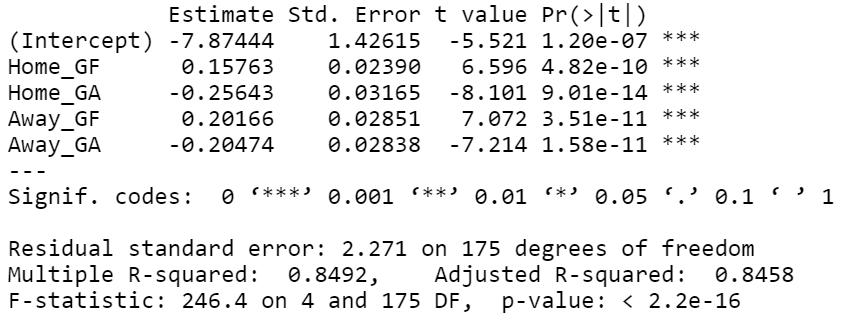 Estimate Std. Error t value Pr(>|t|)
(Intercept) -7.87444 1.42615 -5.521 1.20e-07 ***
Home_GF 0.15763 0.02390 6.596 4.82e-10 ***
Home_GA -0.25643 0.03165 -8.101 9.01e-14 ***
Away_GF 0.20166 0.02851 7.072 3.51e-11 ***
Away_GA -0.20474 0.02838 -7.214 1.58e-11 ***
---
Signif. codes: 0 ‘***’ 0.001 ‘**’ 0.01 ‘*’ 0.05 ‘.’ 0.1 ‘ ’ 1
Residual standard error: 2.271 on 175 degrees of freedom
Multiple R-squared: 0.8492, Adjusted R-squared: 0.8458
F-statistic: 246.4 on 4 and 175 DF, p-value: < 2.2e-16